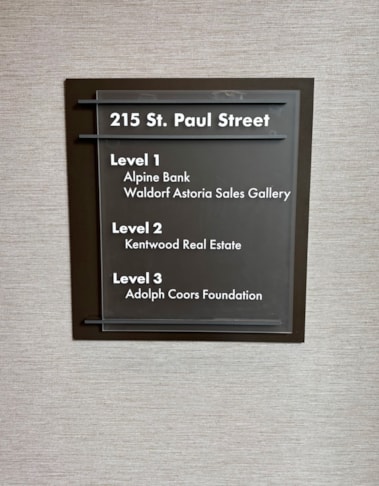 215 St. Paul Street
Level 1
Alpine Bank
Waldorf Astoria Sales Gallery
Level 2
Kentwood Real Estate
Level 3
Adolph Coors Foundation